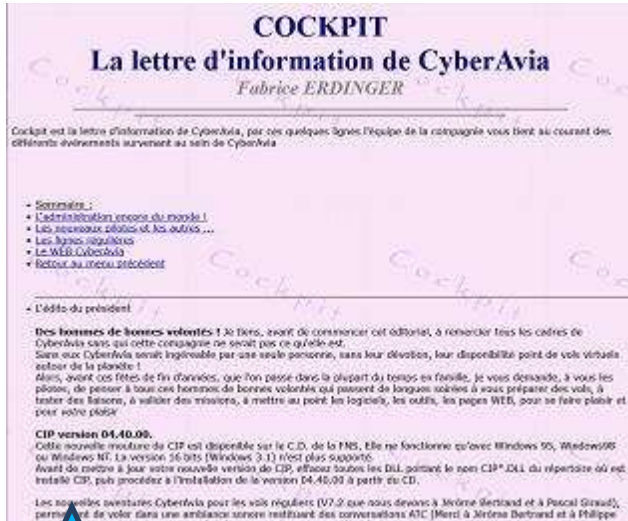 COCKPIT
La lettre d'information de CyberAvia
Fabrice ERDINGER
Cockpit est la lettre d'information de CyberAvia, par ces quelques lignes l'équipe de la compagnie vous tient au courant des
différents événements survenant au sein de CyberAvia
• Sommaire :
• L'administration encore du monde !
• Les nouveaux pilotes et les autres ...
• Les lignes régulières
• Le WEB CyberAvia
• Retour au menu précédent
• L'édito du président
Des hommes de bonnes volontés ! Je tiens, avant de commencer cet éditorial, à remercier tous les cadres de
CyberAvia sans qui cette compagnie ne serait pas ce qu'elle est.
Sans eux CyberAvia serait ingérable par une seule personne, sans leur dévotion, leur disponibilité point de vols virtuels
autour de la planète !
Alors, avant ces fêtes de fin d'années, que l'on passe dans la plupart du temps en famille, je vous demande, à vous les
pilotes, de penser à tous ces hommes de bonnes volontés qui passent de longues soirées à vous préparer des vols, à
tester des liaisons, à valider des missions, à mettre au point les logiciels, les outils, les pages WEB, pour se faire plaisir et
pour votre plaisir
CIP version 04.40.00.
Cette nouvelle mouture de CIP est disponible sur le C.D. de la FNS. Elle ne fonctionne qu'avec Windows 95, Windows98
ou Windows NT. La version 16 bits (Windows 3.1) n'est plus supporté.
Avant de mettre à jour votre nouvelle version de CIP, effacez toutes les DLL portant le nom CIP*.DLL du répertoire où est
installé CIP, puis procédez à l'installation de la version 04.40.00 à partir du CD.
Les nouvelles aventures CyberAvia pour les vols réguliers (V7.2 que nous devons à Jérôme Bertrand et à Pascal Giraud),
permettent de voler dans une ambiance sonore restituant des conversations ATC (Merci à Jérôme Bertrand et à Philippe